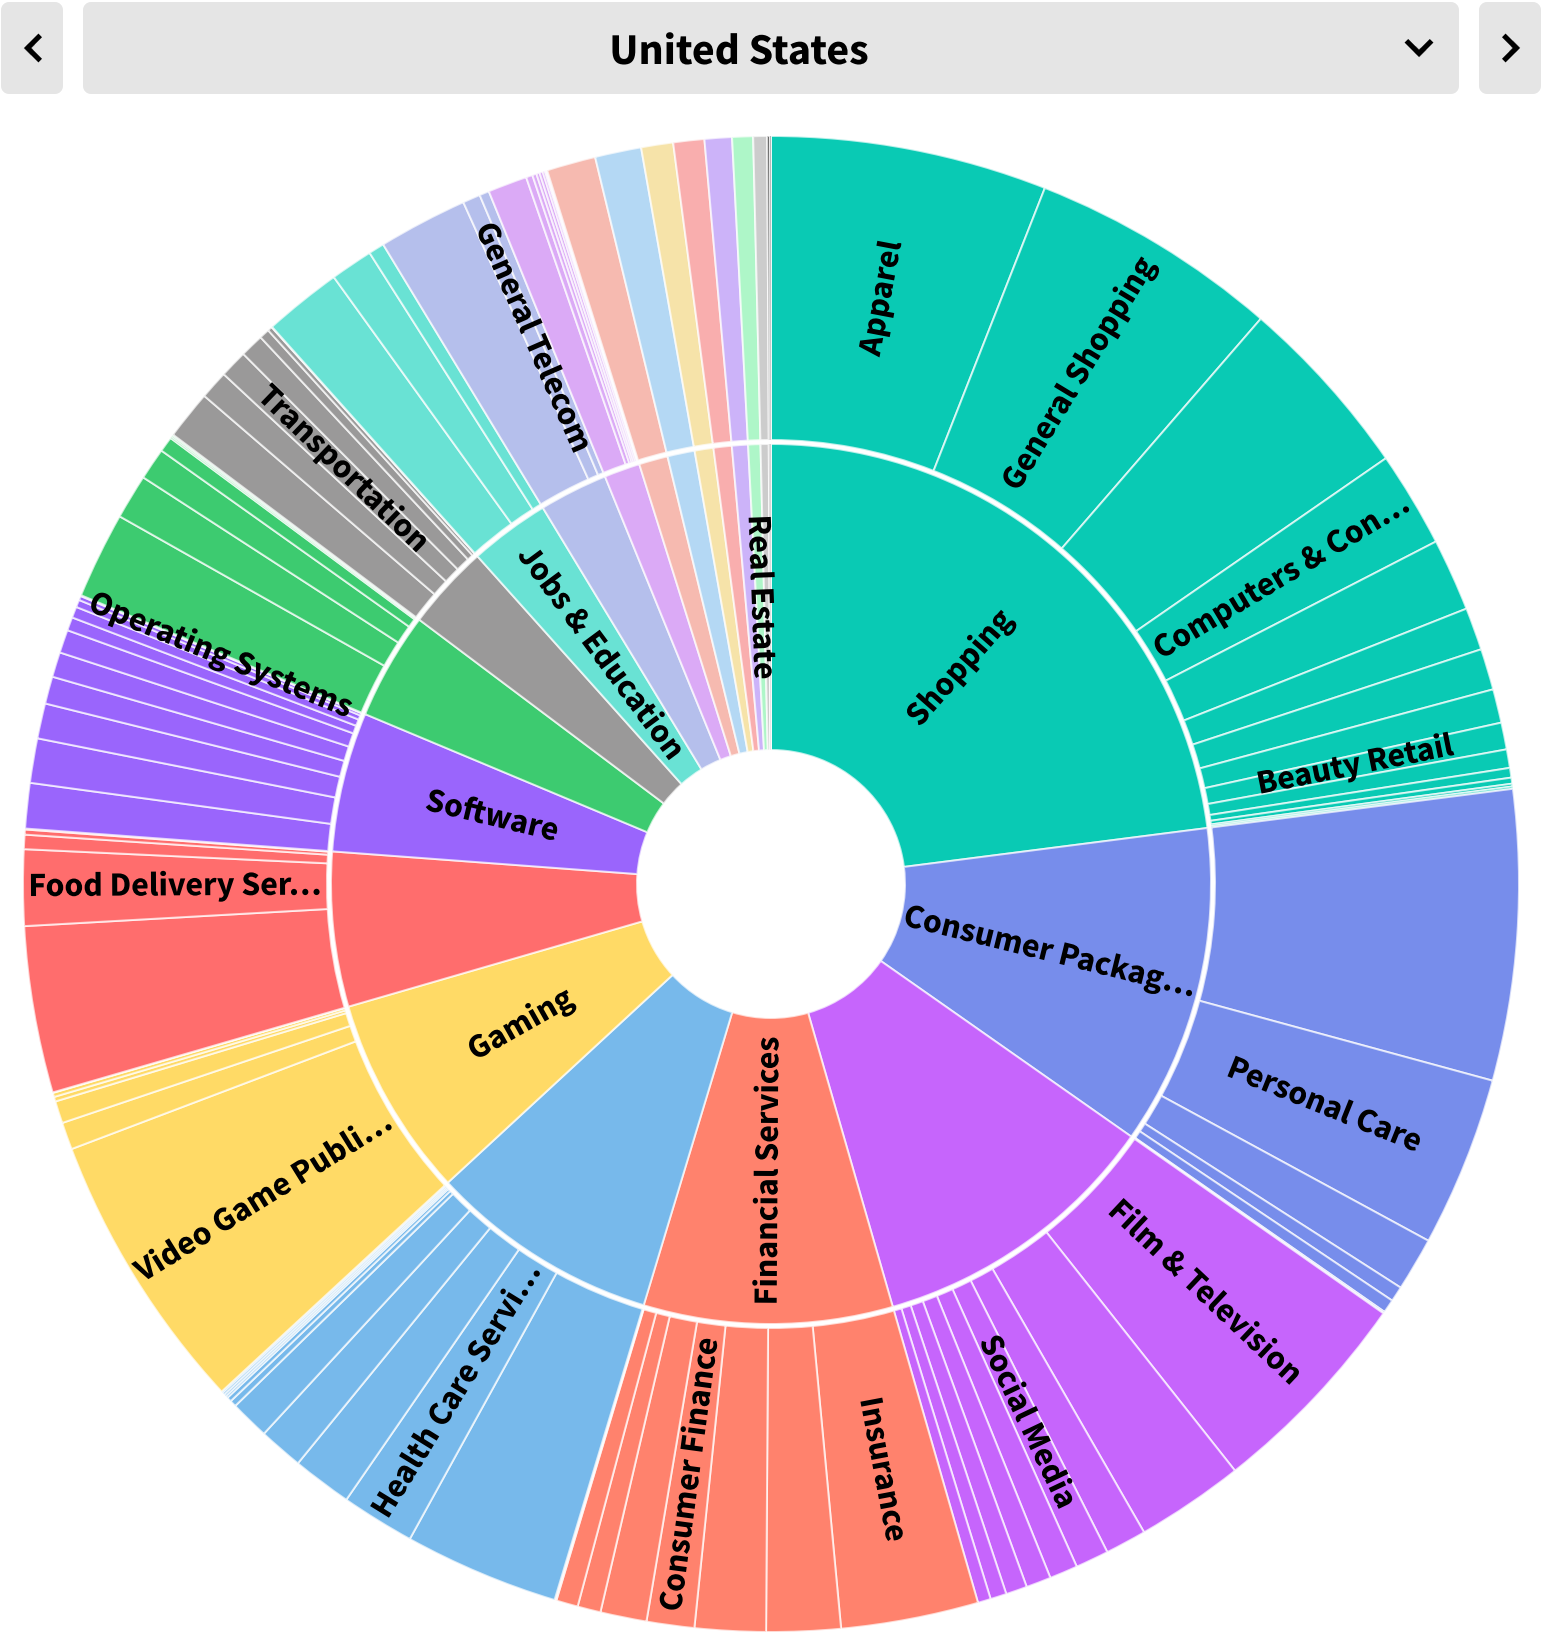 United States
Apparel
General Shopping
Computers & Con...
Beauty Retail
Shopping
Consumer Packag...
Personal Care
Film & Television
Social Media
Insurance
Financial Services
Consumer Finance
Health Care Servi...
Video Game Publi...
Gaming
Food Delivery Ser...
Software
Operating Systems
Transportation
Jobs & Education
General Telecom
Real Estate